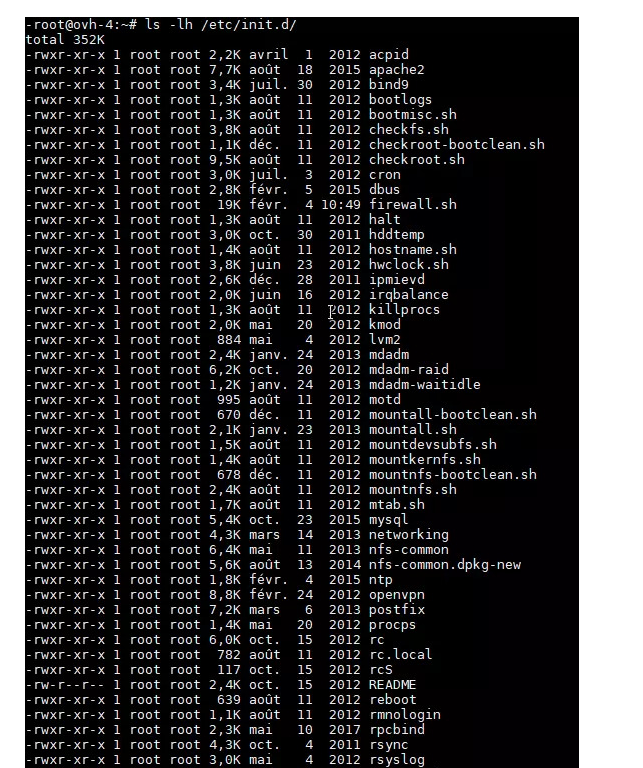 -root@ovh-4:~# ls -lh /etc/init.d/
total 352K
-rwxr-xr-x 1 root root 2,2K avril  1  2012 acpid
-rwxr-xr-x 1 root root 7,7K août  18  2015 apache2
-rwxr-xr-x 1 root root 3,4K juil. 30  2012 bind9
-rwxr-xr-x 1 root root 1,3K août  11  2012 bootlogs
-rwxr-xr-x 1 root root 1,3K août  11  2012 bootmisc.sh
-rwxr-xr-x 1 root root 3,8K août  11  2012 checkfs.sh
-rwxr-xr-x 1 root root 1,1K déc.  11  2012 checkroot-bootclean.sh
-rwxr-xr-x 1 root root 9,5K août  11  2012 checkroot.sh
-rwxr-xr-x 1 root root 3,0K juil.  3  2012 cron
-rwxr-xr-x 1 root root 2,8K févr.  5  2015 dbus
-rwxr-xr-x 1 root root  19K févr.  4 10:49 firewall.sh
-rwxr-xr-x 1 root root 1,3K août  11  2012 halt
-rwxr-xr-x 1 root root 3,0K oct.  30  2011 hddtemp
-rwxr-xr-x 1 root root 1,4K août  11  2012 hostname.sh
-rwxr-xr-x 1 root root 3,8K juin  23  2012 hwclock.sh
-rwxr-xr-x 1 root root 2,6K déc.  28  2011 ipmievd
-rwxr-xr-x 1 root root 2,0K juin  16  2012 irqbalance
-rwxr-xr-x 1 root root 1,3K août  11  2012 killprocs
-rwxr-xr-x 1 root root 2,0K mai   20  2012 kmod
-rwxr-xr-x 1 root root  884 mai    4  2012 lvm2
-rwxr-xr-x 1 root root 2,4K janv. 24  2013 mdadm
-rwxr-xr-x 1 root root 6,2K oct.  20  2012 mdadm-raid
-rwxr-xr-x 1 root root 1,2K janv. 24  2013 mdadm-waitidle
-rwxr-xr-x 1 root root  995 août  11  2012 motd
-rwxr-xr-x 1 root root  670 déc.  11  2012 mountall-bootclean.sh
-rwxr-xr-x 1 root root 2,1K janv. 23  2013 mountall.sh
-rwxr-xr-x 1 root root 1,5K août  11  2012 mountdevsubfs.sh
-rwxr-xr-x 1 root root 1,4K août  11  2012 mountkernfs.sh
-rwxr-xr-x 1 root root  678 déc.  11  2012 mountnfs-bootclean.sh
-rwxr-xr-x 1 root root 2,4K août  11  2012 mountnfs.sh
-rwxr-xr-x 1 root root 1,7K août  11  2012 mtab.sh
-rwxr-xr-x 1 root root 5,4K oct.  23  2015 mysql
-rwxr-xr-x 1 root root 4,3K mars  14  2013 networking
-rwxr-xr-x 1 root root 6,4K mai   11  2013 nfs-common
-rwxr-xr-x 1 root root 5,6K août  13  2014 nfs-common.dpkg-new
-rwxr-xr-x 1 root root 1,8K févr.  4  2015 ntp
-rwxr-xr-x 1 root root 8,8K févr. 24  2012 openvpn
-rwxr-xr-x 1 root root 7,2K mars   6  2013 postfix
-rwxr-xr-x 1 root root 1,4K mai   20  2012 procps
-rwxr-xr-x 1 root root 6,0K oct.  15  2012 rc
-rwxr-xr-x 1 root root  782 août  11  2012 rc.local
-rwxr-xr-x 1 root root  117 oct.  15  2012 rcS
-rw-r--r-- 1 root root 2,4K oct.  15  2012 README
-rwxr-xr-x 1 root root  639 août  11  2012 reboot
-rwxr-xr-x 1 root root 1,1K août  11  2012 rmnologin
-rwxr-xr-x 1 root root 2,3K mai   10  2017 rpcbind
-rwxr-xr-x 1 root root 4,3K oct.   4  2011 rsync
-rwxr-xr-x 1 root root 3,0K mai    4  2012 rsyslog